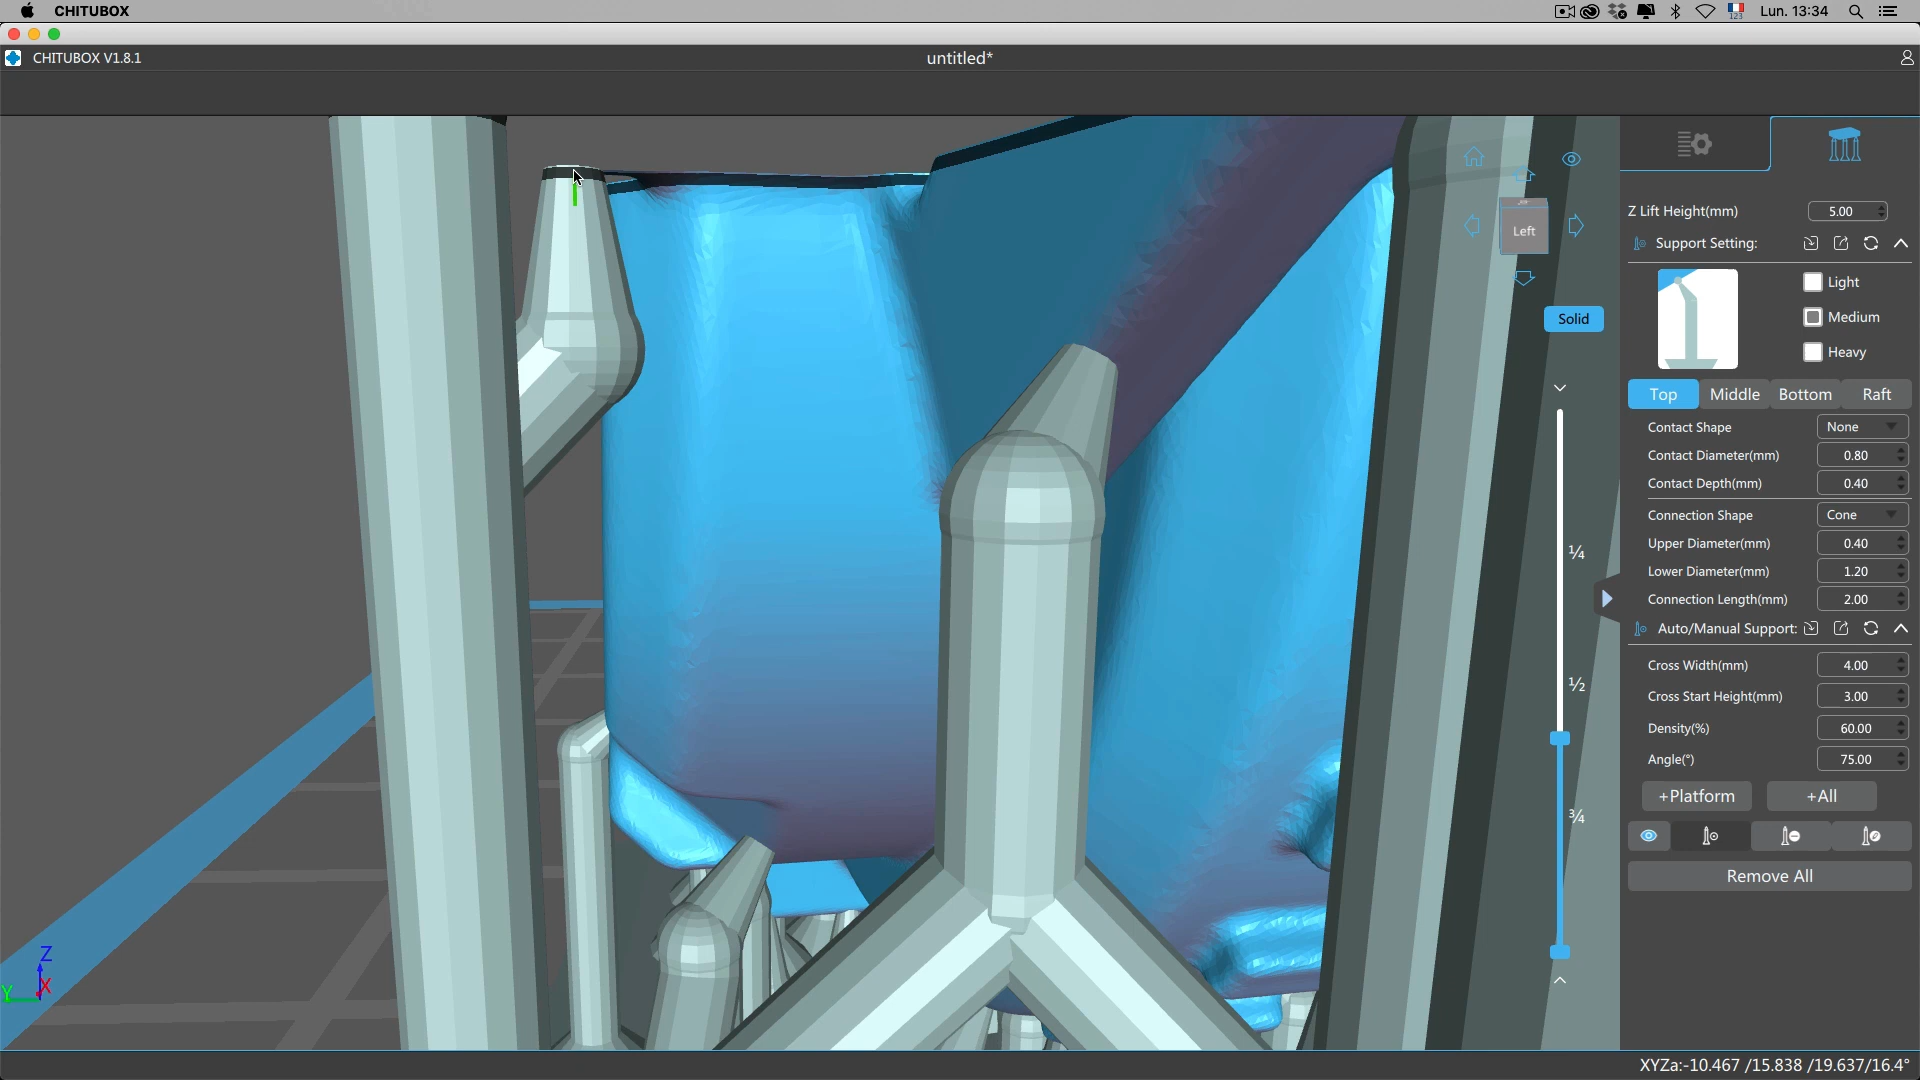 CHITUBOX
123
Lun. 13:34
CHITUBOX V1.8.1
untitled*
Z Lift Height(mm) 5.00
Support Setting:
Light
Medium
Heavy
Top Middle Bottom Raft
Contact Shape None
Contact Diameter(mm) 0.80
Contact Depth(mm) 0.40
Connection Shape Cone
Upper Diameter(mm) 0.40
Lower Diameter(mm) 1.20
Connection Length(mm) 2.00
Auto/Manual Support:
Cross Width(mm) 4.00
Cross Start Height(mm) 3.00
Density(%) 60.00
Angle(°) 75.00
+Platform +All
Remove All
Left
Solid
¼
½
¾
Z
Y X
XYZa:-10.467 /15.838 /19.637/16.4°